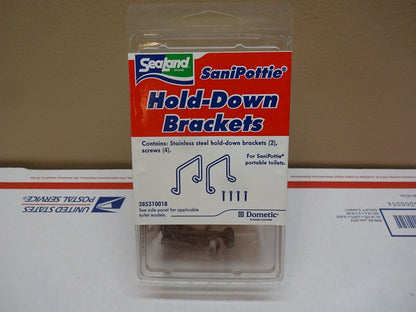 SeaLand
SaniPottie®
Hold-Down
Brackets
Contains: Stainless steel hold-down brackets (2),
screws (4).
For SaniPottie®
portable toilets.
385310018
See side panel for applicable
toilet models.
Dometic
UNITED STATES
POSTAL SERVICE®